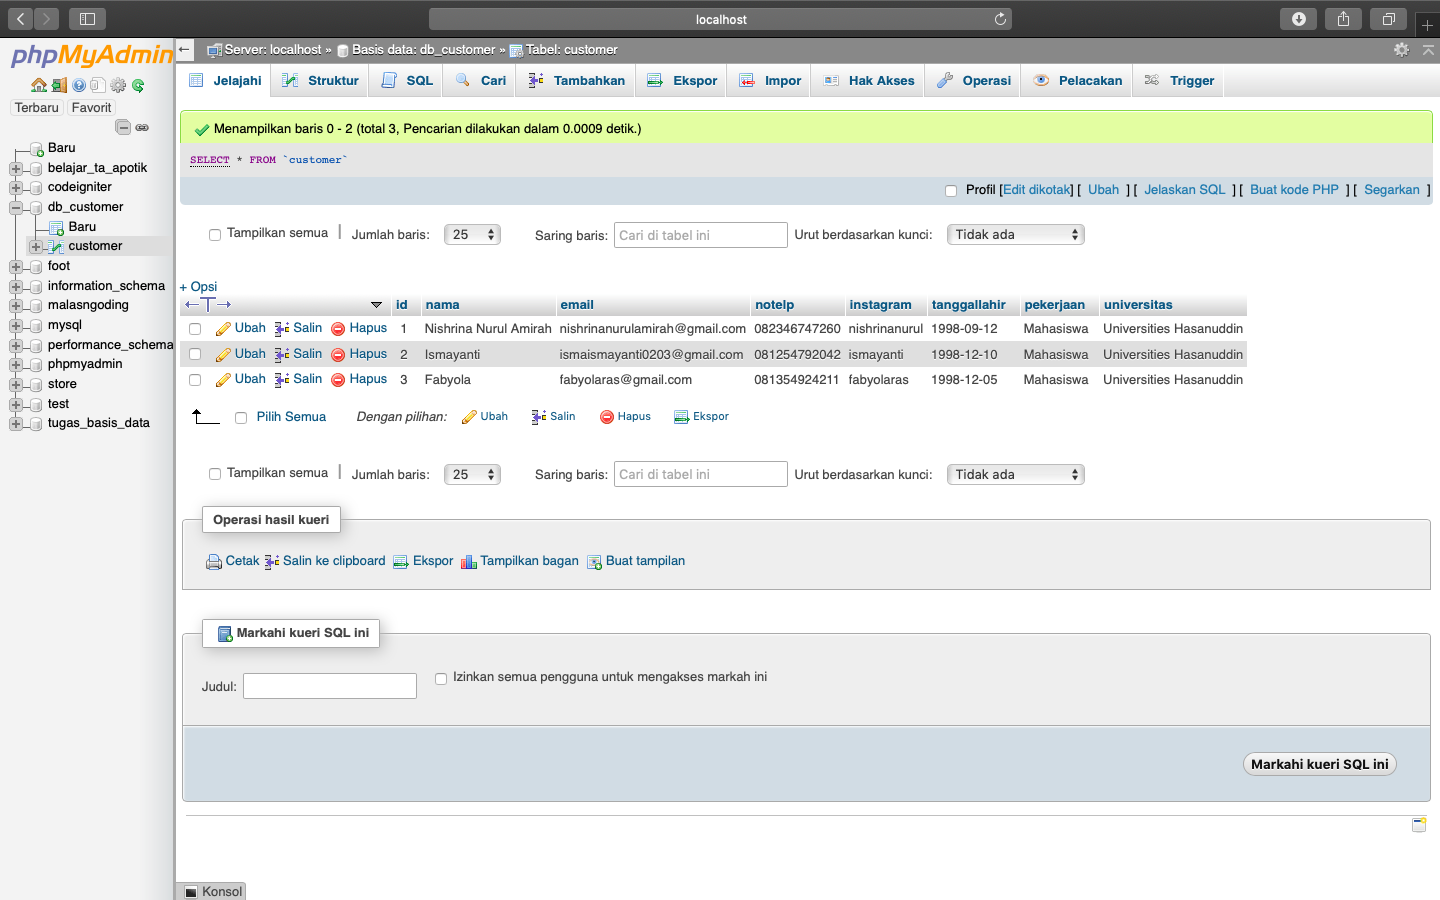 localhost
phpMyAdmin
Server: localhost » Basis data: db_customer » Tabel: customer
Jelajahi Struktur SQL Cari Tambahkan Ekspor Impor Hak Akses Operasi Pelacakan Trigger
Terbaru Favorit
Baru
belajar_ta_apotik
codeigniter
db_customer
Baru
customer
foot
information_schema
malasngoding
mysql
performance_schema
phpmyadmin
store
test
tugas_basis_data
Menampilkan baris 0 - 2 (total 3, Pencarian dilakukan dalam 0.0009 detik.)
SELECT * FROM `customer`
Profil [Edit dikotak] [ Ubah ] [ Jelaskan SQL ] [ Buat kode PHP ] [ Segarkan ]
Tampilkan semua | Jumlah baris: 25 Saring baris: Cari di tabel ini Urut berdasarkan kunci: Tidak ada
+ Opsi
←T→ id nama email notelp instagram tanggallahir pekerjaan universitas
Ubah Salin Hapus 1 Nishrina Nurul Amirah nishrinanurulamirah@gmail.com 082346747260 nishrinanurul 1998-09-12 Mahasiswa Universities Hasanuddin
Ubah Salin Hapus 2 Ismayanti ismaismayanti0203@gmail.com 081254792042 ismayanti 1998-12-10 Mahasiswa Universities Hasanuddin
Ubah Salin Hapus 3 Fabyola fabyolaras@gmail.com 081354924211 fabyolaras 1998-12-05 Mahasiswa Universities Hasanuddin
Pilih Semua Dengan pilihan: Ubah Salin Hapus Ekspor
Tampilkan semua | Jumlah baris: 25 Saring baris: Cari di tabel ini Urut berdasarkan kunci: Tidak ada
Operasi hasil kueri
Cetak Salin ke clipboard Ekspor Tampilkan bagan Buat tampilan
Markahi kueri SQL ini
Judul: Izinkan semua pengguna untuk mengakses markah ini
Markahi kueri SQL ini
Konsol